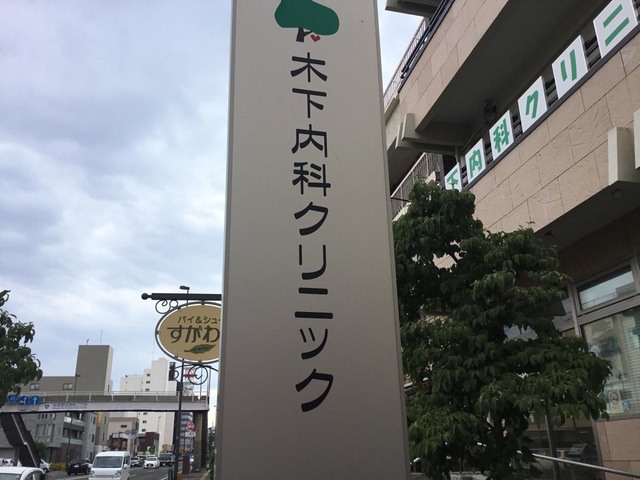 木下内科クリニック
下内科クリニ
パイ&シュー
すがわ